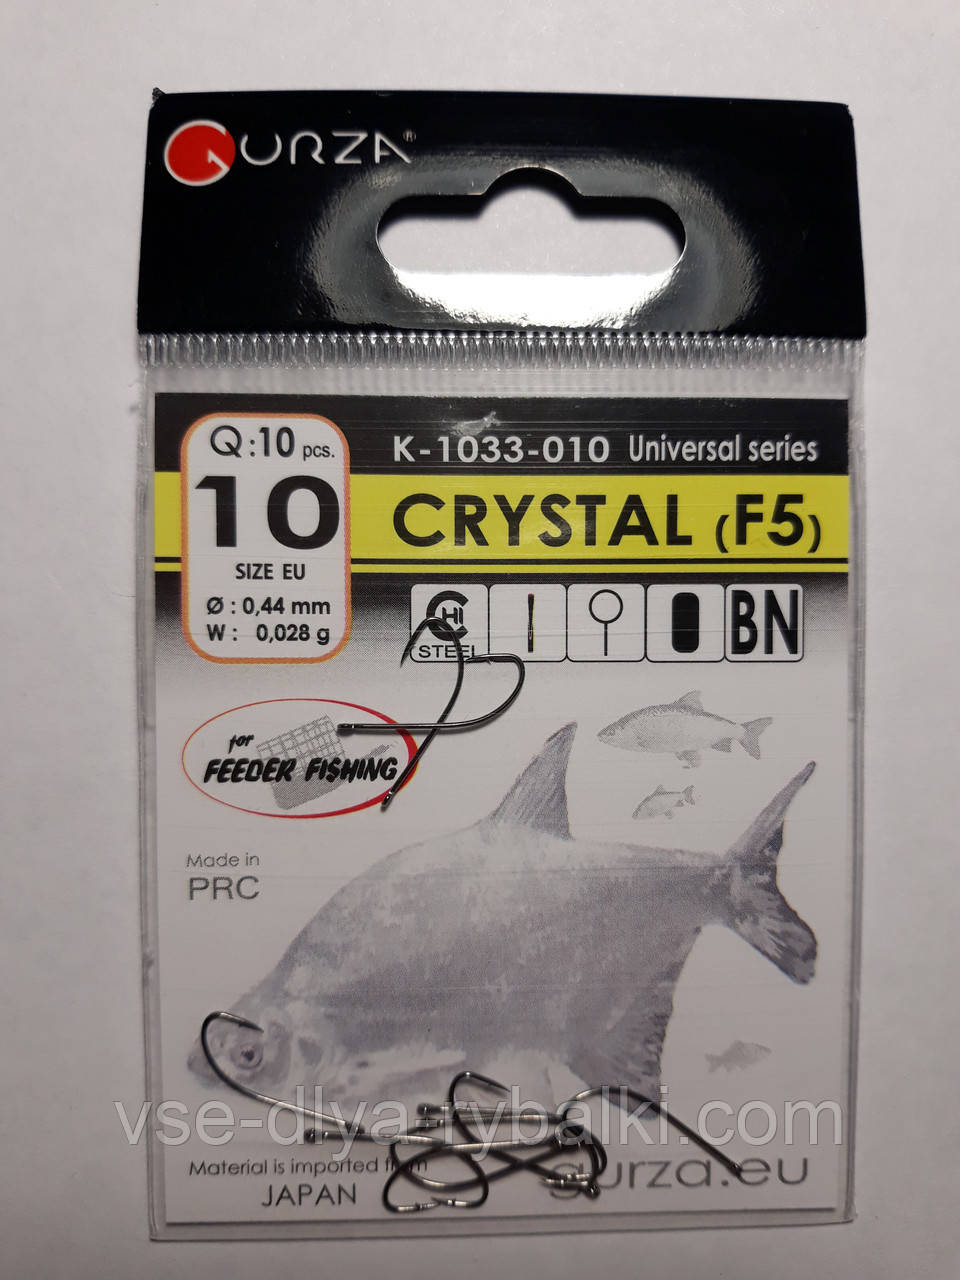 GURZA®
Q:10 pcs.
10
SIZE EU
Ø : 0,44 mm
W : 0,028 g
K-1033-010 Universal series
CRYSTAL (F5)
CHI
STEEL
BN
for
FEEDER FISHING
Made in
PRC
vse-dlya-rybalki.com
Material is imported from
JAPAN
gurza.eu